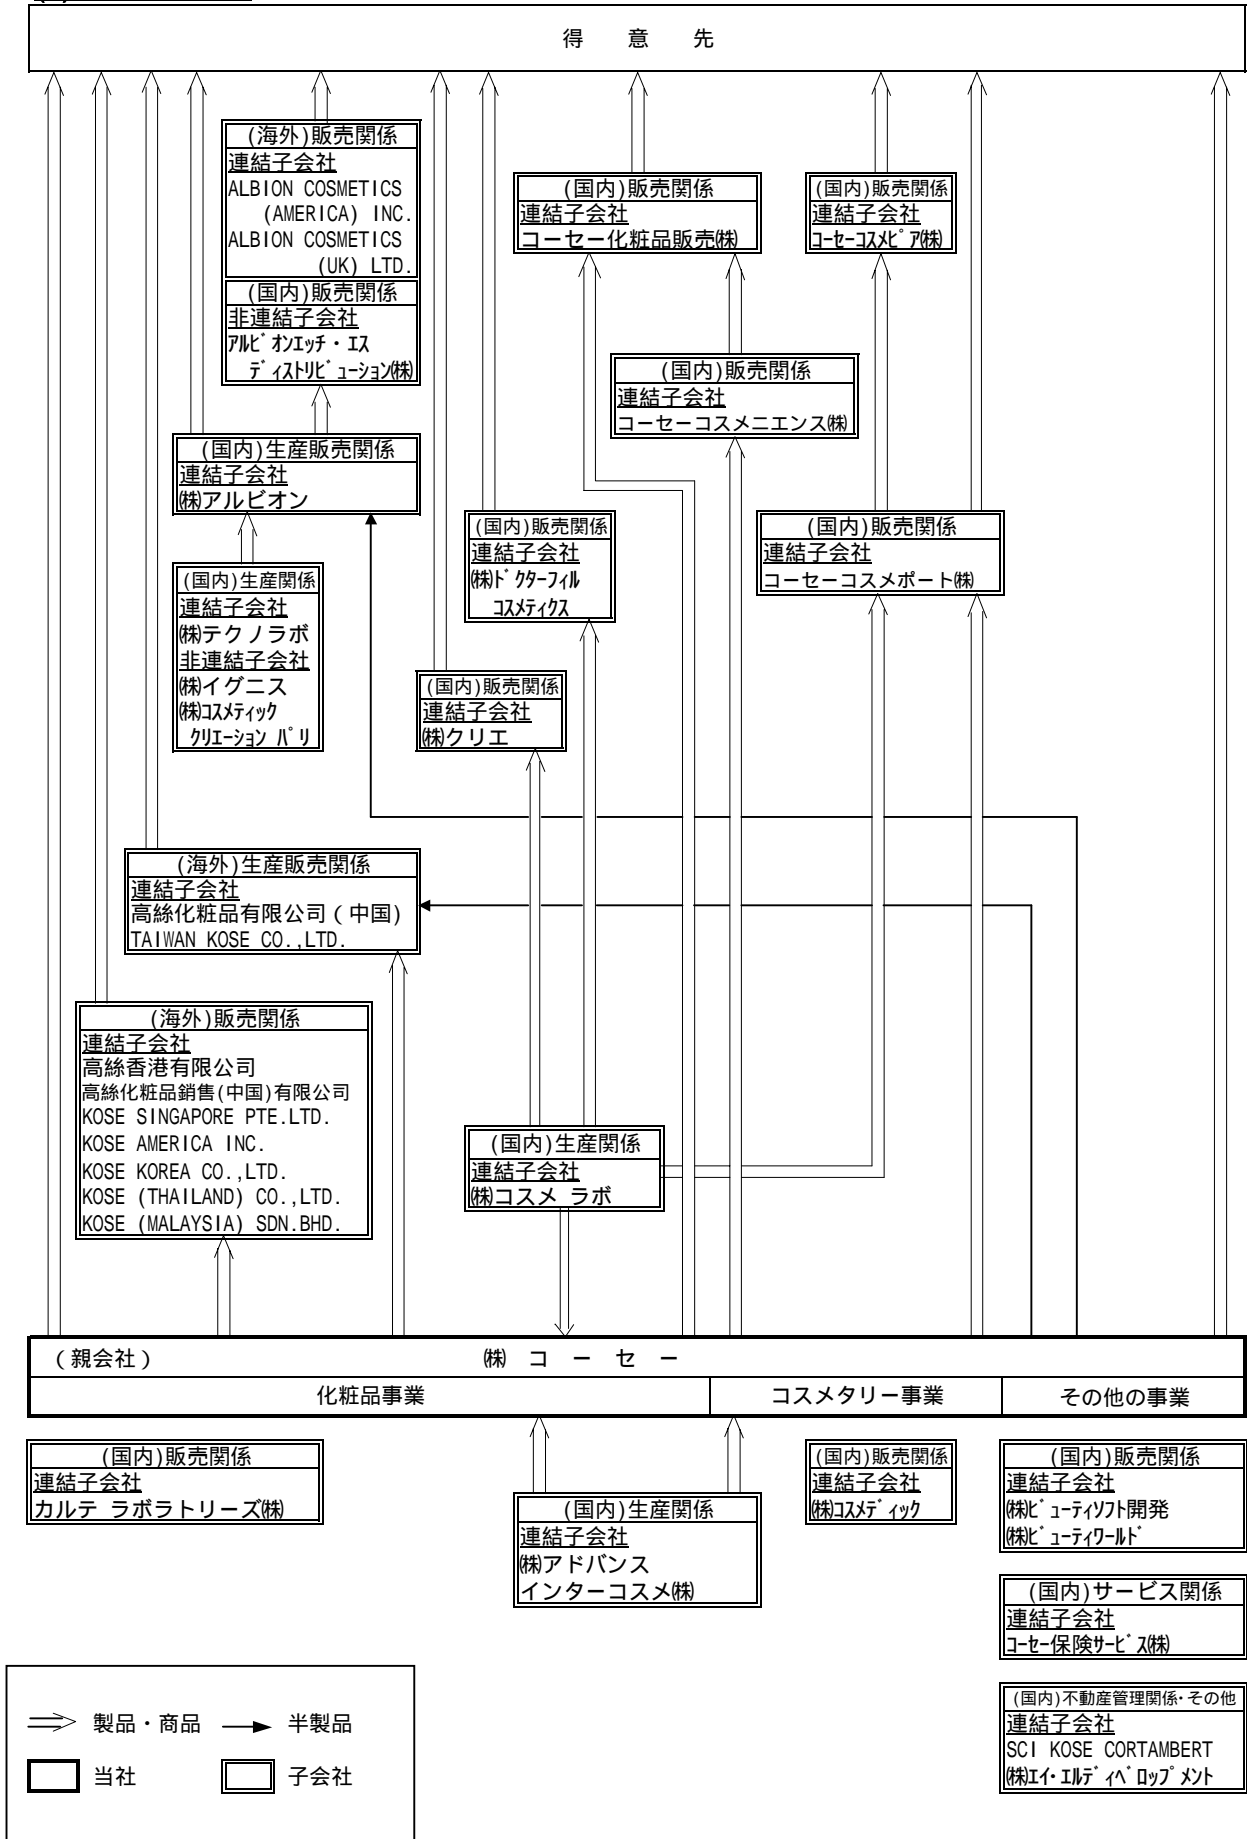 得　意　先
(海外)販売関係
連結子会社
ALBION COSMETICS
(AMERICA) INC.
ALBION COSMETICS
(UK) LTD.
(国内)販売関係
非連結子会社
ｱﾙﾋﾞｵﾝｴｯﾁ・ｴｽ
ﾃﾞｨｽﾄﾘﾋﾞｭｰｼｮﾝ㈱
(国内)販売関係
連結子会社
コーセー化粧品販売㈱
(国内)販売関係
連結子会社
ｺｰｾｰｺｽﾒﾋﾟｱ㈱
(国内)販売関係
連結子会社
コーセーコスメニエンス㈱
(国内)生産販売関係
連結子会社
㈱アルビオン
(国内)販売関係
連結子会社
㈱ﾄﾞｸﾀｰﾌｨﾙ
ｺｽﾒﾃｨｸｽ
(国内)販売関係
連結子会社
コーセーコスメポート㈱
(国内)生産関係
連結子会社
㈱テクノラボ
非連結子会社
㈱イグニス
㈱ｺｽﾒﾃｨｯｸ
ｸﾘｴｰｼｮﾝ ﾊﾟﾘ
(国内)販売関係
連結子会社
㈱クリエ
(海外)生産販売関係
連結子会社
高絲化粧品有限公司（中国）
TAIWAN KOSE CO.,LTD.
(海外)販売関係
連結子会社
高絲香港有限公司
高絲化粧品銷售(中国)有限公司
KOSE SINGAPORE PTE.LTD.
KOSE AMERICA INC.
KOSE KOREA CO.,LTD.
KOSE (THAILAND) CO.,LTD.
KOSE (MALAYSIA) SDN.BHD.
(国内)生産関係
連結子会社
㈱コスメ ラボ
（親会社）　㈱ コ ー セ ー
化粧品事業　コスメタリー事業　その他の事業
(国内)販売関係
連結子会社
カルテ ラボラトリーズ㈱
(国内)生産関係
連結子会社
㈱アドバンス
インターコスメ㈱
(国内)販売関係
連結子会社
㈱ｺｽﾒﾃﾞｨｯｸ
(国内)販売関係
連結子会社
㈱ﾋﾞｭｰﾃｨｿﾌﾄ開発
㈱ﾋﾞｭｰﾃｨﾜｰﾙﾄﾞ
(国内)サービス関係
連結子会社
ｺｰｾｰ保険ｻｰﾋﾞｽ㈱
(国内)不動産管理関係･その他
連結子会社
SCI KOSE CORTAMBERT
㈱ｴｲ･ｴﾙﾃﾞｨﾍﾞﾛｯﾌﾟﾒﾝﾄ
製品・商品　半製品
当社　子会社